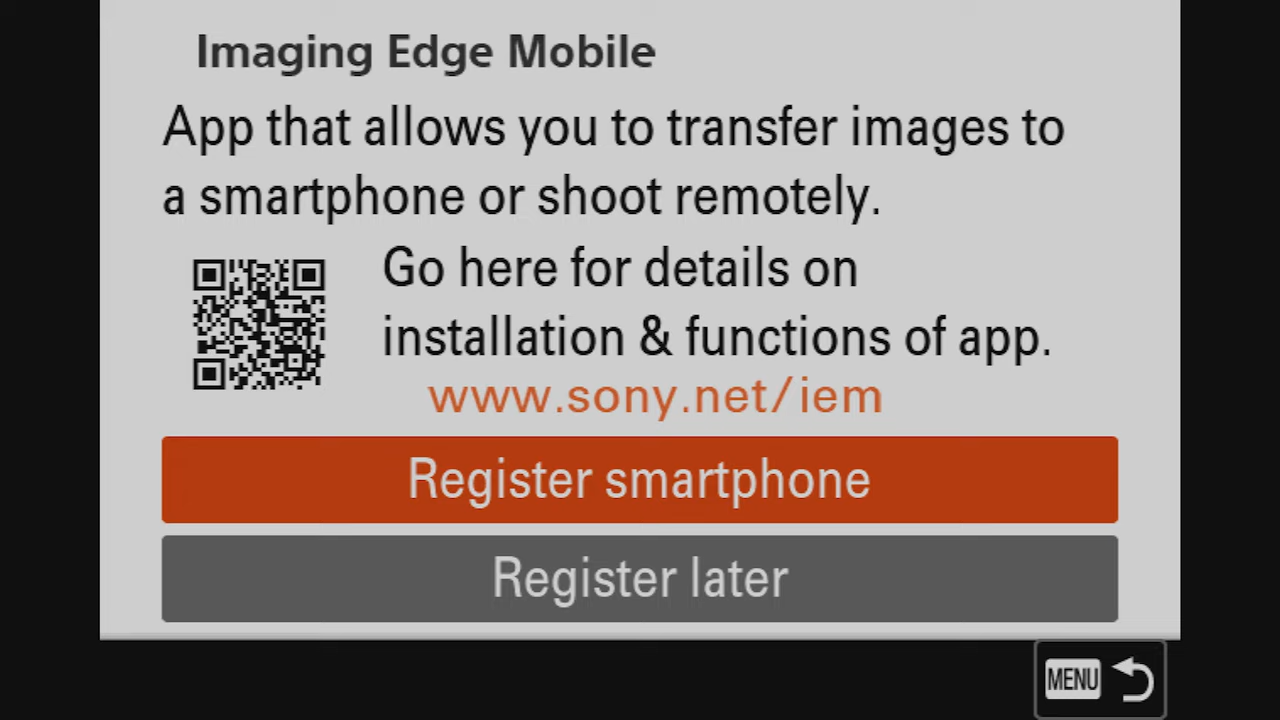 Imaging Edge Mobile
App that allows you to transfer images to
a smartphone or shoot remotely.
Go here for details on
installation & functions of app.
www.sony.net/iem
Register smartphone
Register later
MENU